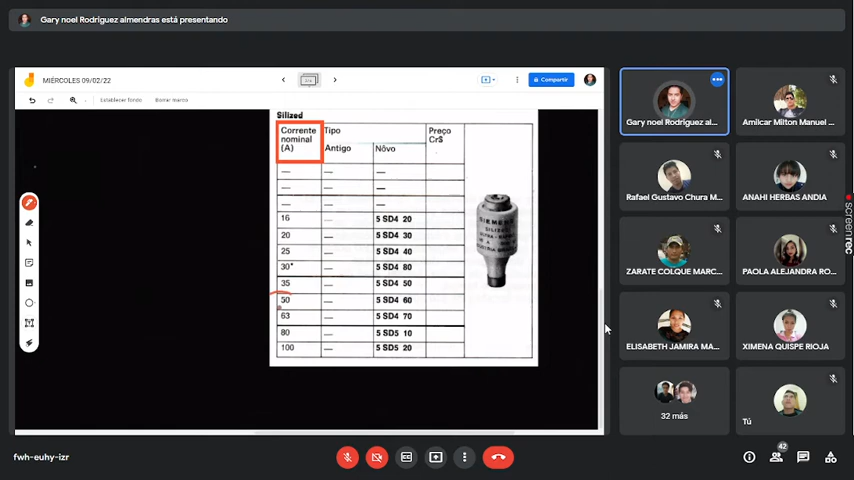 Gary noel Rodriguez almendras está presentando
MIÉRCOLES 09/02/22
Compartir
Establecer fondo
Borrar marco
Silized
Corrente nominal (A)
Tipo
Antigo
Nôvo
Preço Cr$
— — —
— — —
— — —
16 — 5 SD4 20
20 — 5 SD4 30
25 — 5 SD4 40
30* — 5 SD4 80
35 — 5 SD4 50
50 — 5 SD4 60
63 — 5 SD4 70
80 — 5 SD5 10
100 — 5 SD5 20
SIEMENS
SILIZED
Gary noel Rodriguez al...
Amilcar Milton Manuel ...
Rafael Gustavo Chura M...
ANAHI HERBAS ANDIA
ZARATE COLQUE MARC...
PAOLA ALEJANDRA RO...
ELISABETH JAMIRA MA...
XIMENA QUISPE RIOJA
32 más
Tú
screenrec
fwh-euhy-izr
42